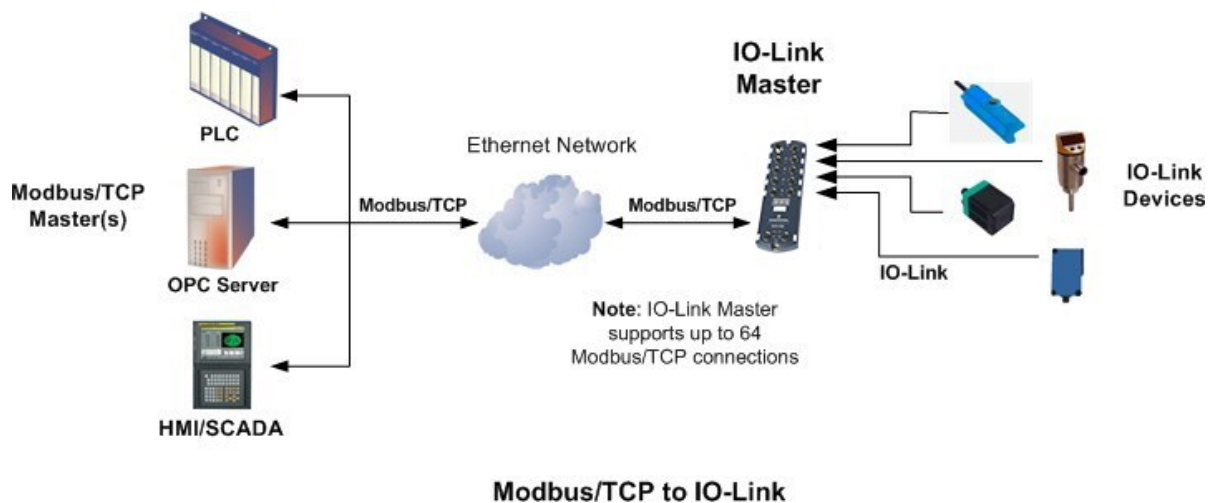 IO-Link
Master
PLC
Ethernet Network
Modbus/TCP
Master(s)
Modbus/TCP
Modbus/TCP
IO-Link
Devices
OPC Server
IO-Link
Note: IO-Link Master
supports up to 64
Modbus/TCP connections
HMI/SCADA
Modbus/TCP to IO-Link